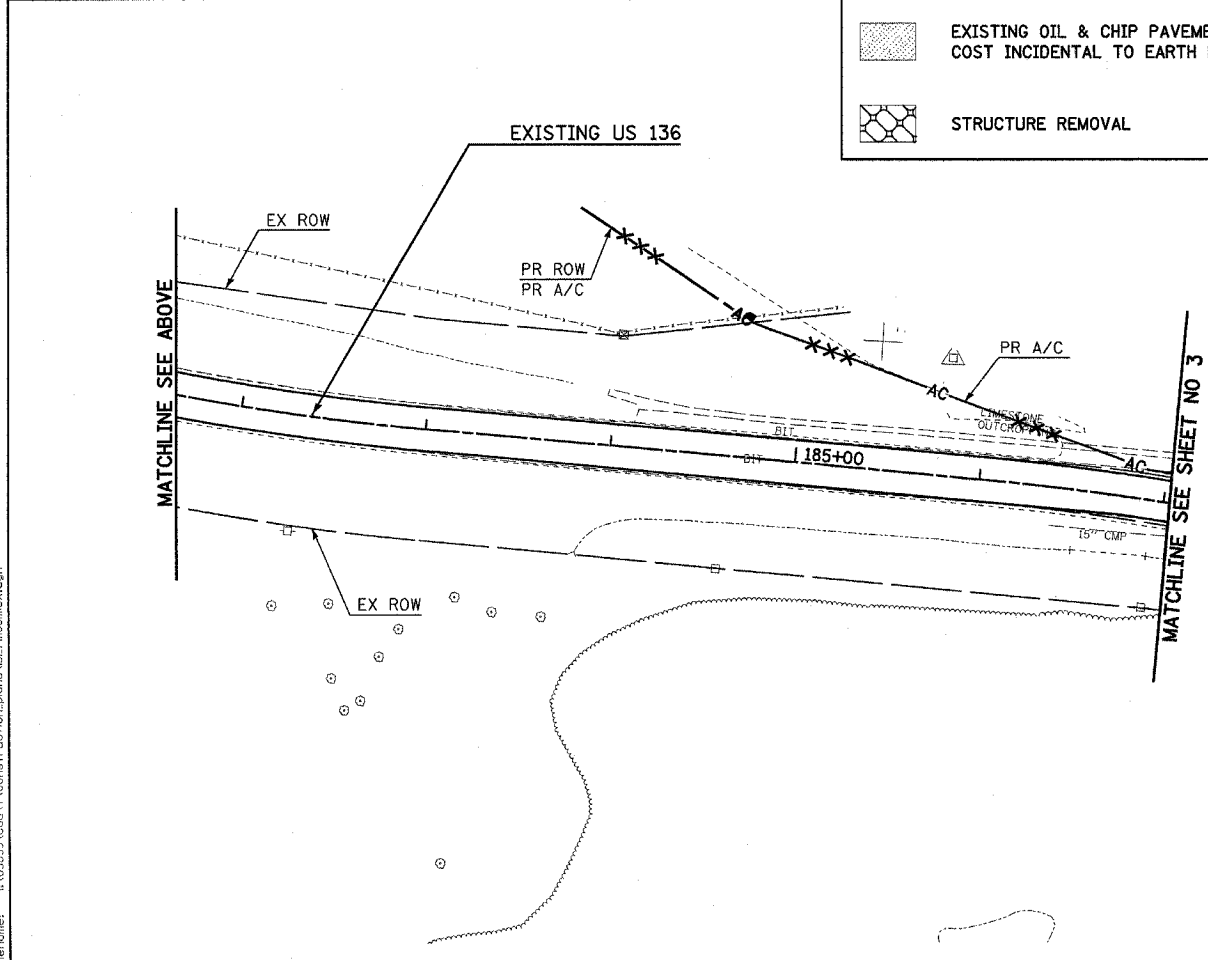 EXISTING OIL & CHIP PAVEME
COST INCIDENTAL TO EARTH
STRUCTURE REMOVAL
EXISTING US 136
EX ROW
PR ROW
PR A/C
MATCHLINE SEE ABOVE
AC
PR A/C
AC
LIMESTONE
BIT
BIT
185+00
AC
15" CMP
MATCHLINE SEE SHEET NO 3
EX ROW